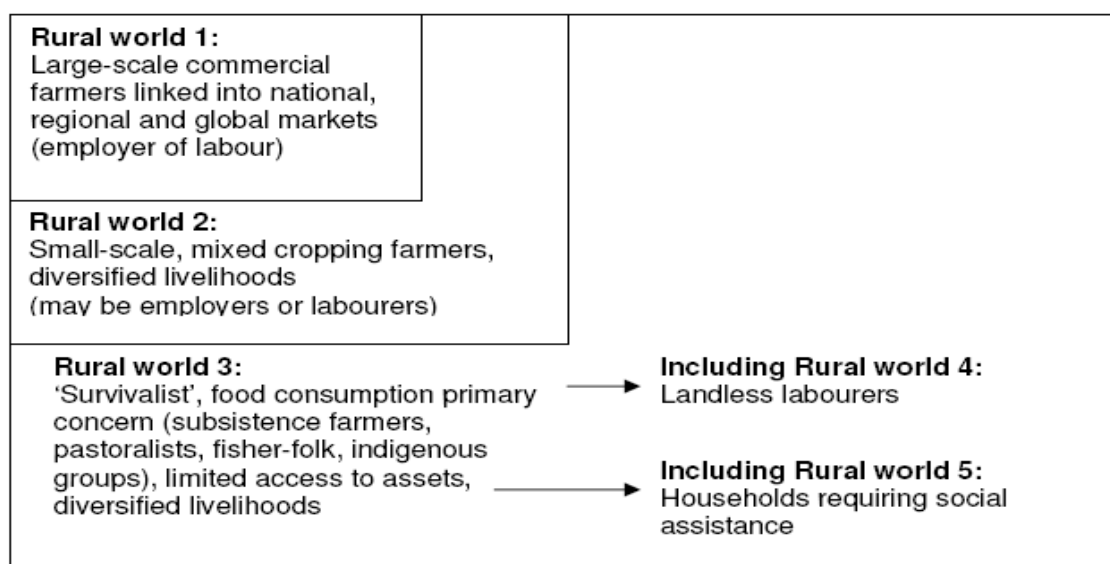 Rural world 1:
Large-scale commercial
farmers linked into national,
regional and global markets
(employer of labour)
Rural world 2:
Small-scale, mixed cropping farmers,
diversified livelihoods
(may be employers or labourers)
Rural world 3:
‘Survivalist’, food consumption primary
concern (subsistence farmers,
pastoralists, fisher-folk, indigenous
groups), limited access to assets,
diversified livelihoods
Including Rural world 4:
Landless labourers
Including Rural world 5:
Households requiring social
assistance